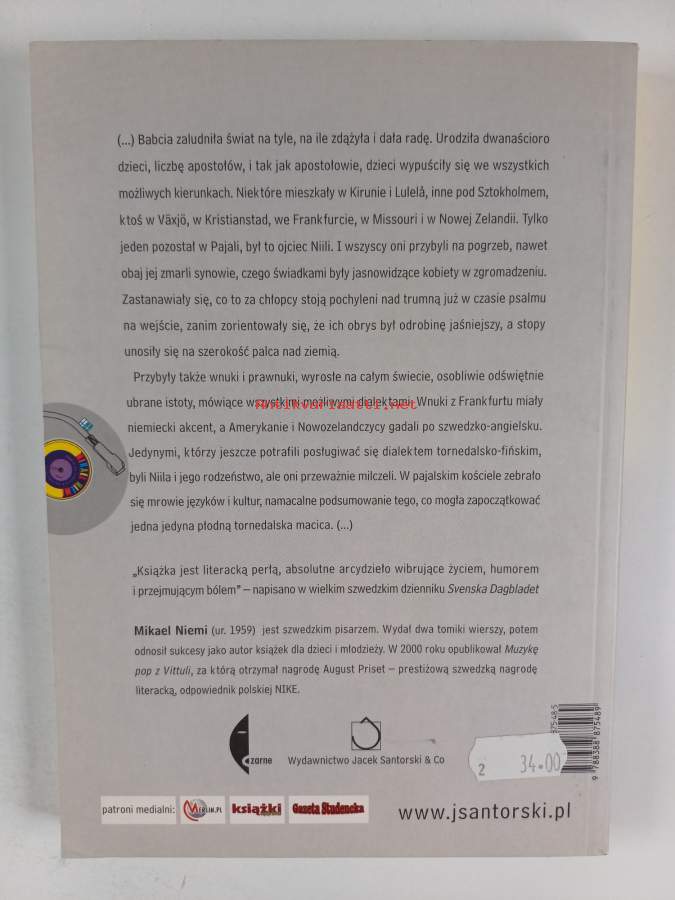 (...) Babcia zaludniła świat na tyle, na ile zdążyła i dała radę. Urodziła dwanaścioro
dzieci, liczbę apostołów, i tak jak apostołowie, dzieci wypuściły się we wszystkich
możliwych kierunkach. Niektóre mieszkały w Kirunie i Lulelå, inne pod Sztokholmem,
ktoś w Växjö, w Kristianstad, we Frankfurcie, w Missouri i w Nowej Zelandii. Tylko
jeden pozostał w Pajali, był to ojciec Niili. I wszyscy oni przybyli na pogrzeb, nawet
obaj jej zmarli synowie, czego świadkami były jasnowidzące kobiety w zgromadzeniu.
Zastanawiały się, co to za chłopcy stoją pochyleni nad trumną już w czasie psalmu
na wejście, zanim zorientowały się, że ich obrys był odrobinę jaśniejszy, a stopy
unosiły się na szerokość palca nad ziemią.
Przybyły także wnuki i prawnuki, wyrosłe na całym świecie, osobliwie odświętnie
ubrane istoty, mówiące wszystkimi możliwymi dialektami. Wnuki z Frankfurtu miały
niemiecki akcent, a Amerykanie i Nowozelandczycy gadali po szwedzko-angielsku.
Jedynymi, którzy jeszcze potrafili posługiwać się dialektem tornedalsko-fińskim,
byli Niila i jego rodzeństwo, ale oni przeważnie milczeli. W pajalskim kościele zebrało
się mrowie języków i kultur, namacalne podsumowanie tego, co mogła zapoczątkować
jedna jedyna płodną tornedalska macica. (...)
„Książka jest literacką perłą, absolutne arcydzieło wibrujące życiem, humorem
i przejmującym bólem" – napisano w wielkim szwedzkim dzienniku Svenska Dagbladet
Mikael Niemi (ur. 1959) jest szwedzkim pisarzem. Wydał dwa tomiki wierszy, potem
odnosił sukcesy jako autor książek dla dzieci i młodzieży. W 2000 roku opublikował Muzykę
pop z Vittuli, za którą otrzymał nagrodę August Priset – prestiżową szwedzką nagrodę
literacką, odpowiednik polskiej NIKE.
czarne
Wydawnictwo Jacek Santorski & Co
2 34.00
9 788388 875489
patroni medialni:
MERLIN.PL
książki
Gazeta Studencka
www.jsantorski.pl